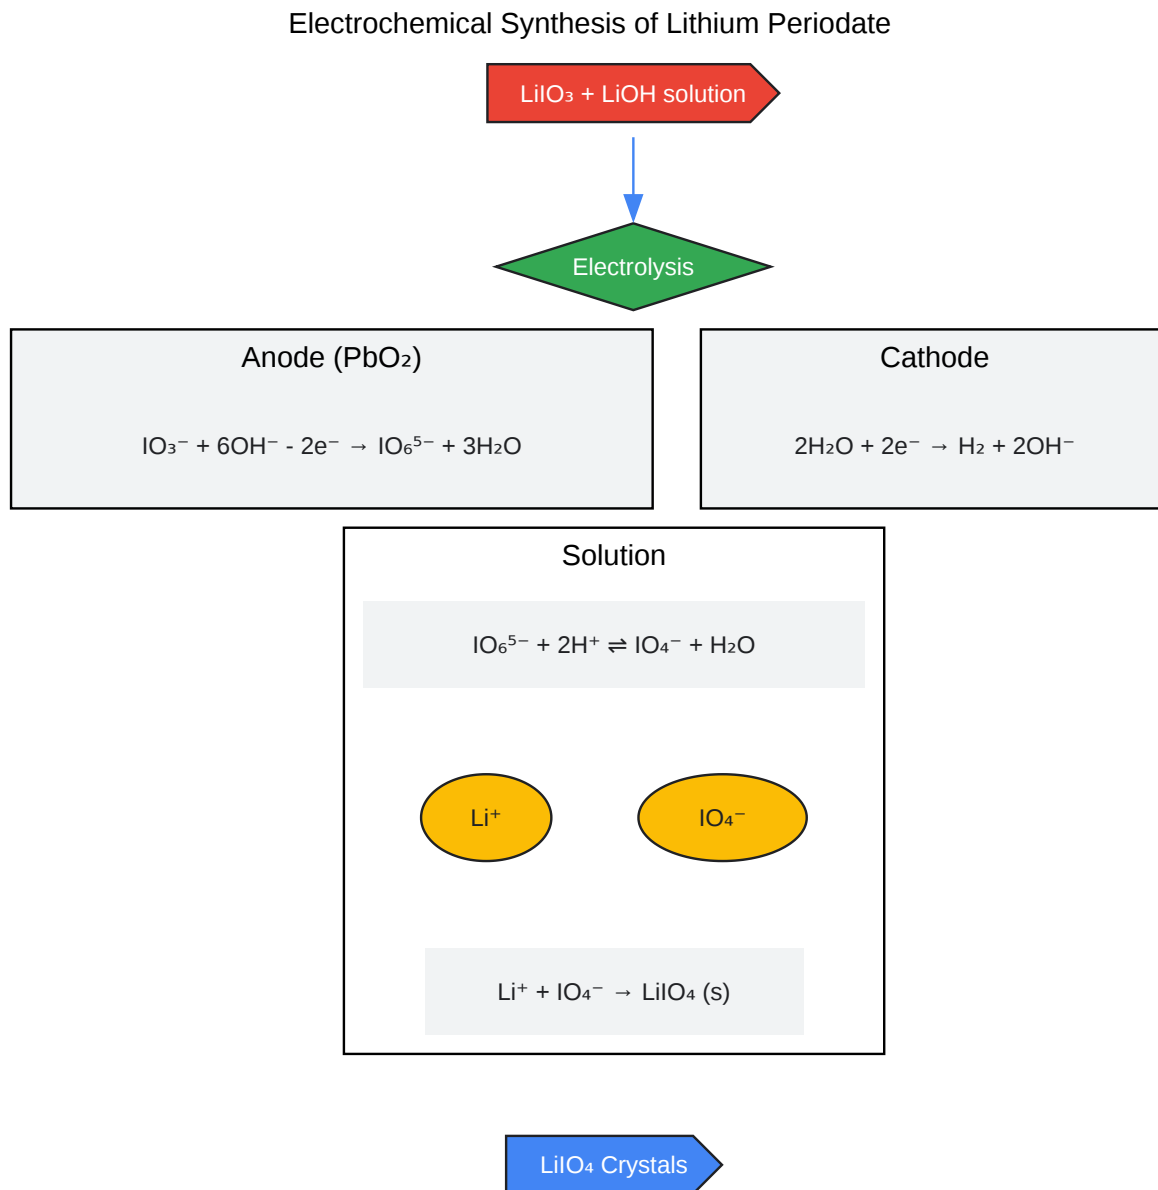 Electrochemical Synthesis of Lithium Periodate
LiIO₃ + LiOH solution
Electrolysis
Anode (PbO₂)
IO₃⁻ + 6OH⁻ - 2e⁻ → IO₆⁵⁻ + 3H₂O
Cathode
2H₂O + 2e⁻ → H₂ + 2OH⁻
Solution
IO₆⁵⁻ + 2H⁺ ⇌ IO₄⁻ + H₂O
Li⁺
IO₄⁻
Li⁺ + IO₄⁻ → LiIO₄ (s)
LiIO₄ Crystals